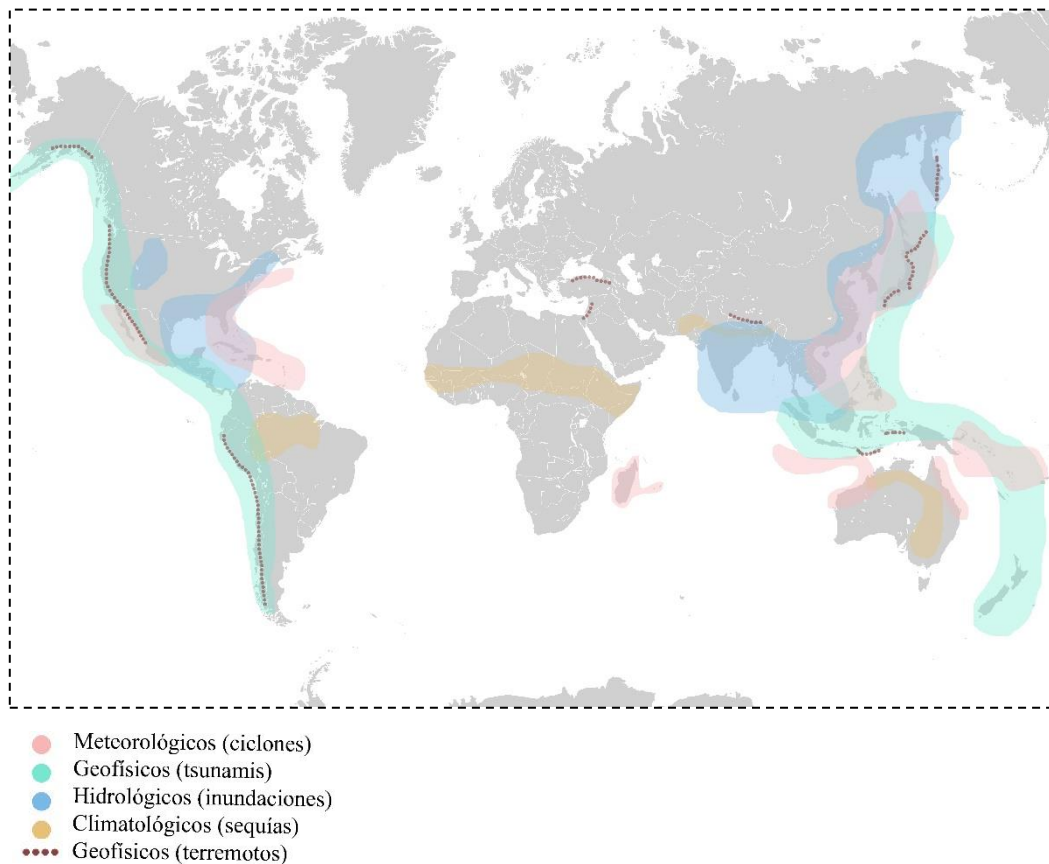 Meteorológicos (ciclones)
Geofísicos (tsunamis)
Hidrológicos (inundaciones)
Climatológicos (sequías)
Geofísicos (terremotos)